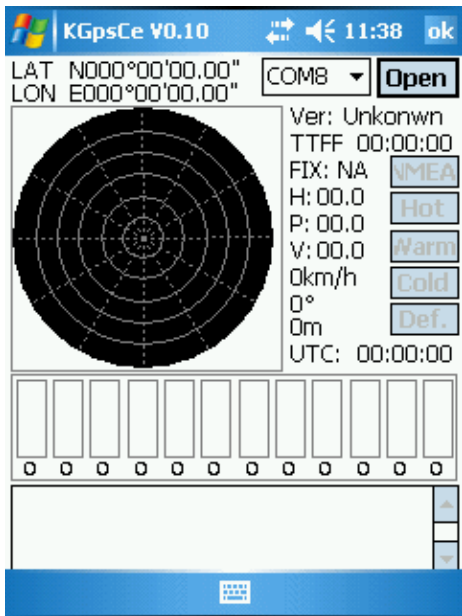 KGpsCe V0.10 11:38 ok
LAT N000°00'00.00" COM8 Open
LON E000°00'00.00"
Ver: Unkonwn
TTFF 00:00:00
FIX: NA NMEA
H: 00.0 Hot
P: 00.0
V: 00.0 Warm
0km/h Cold
0°
0m Def.
UTC: 00:00:00
0 0 0 0 0 0 0 0 0 0 0 0